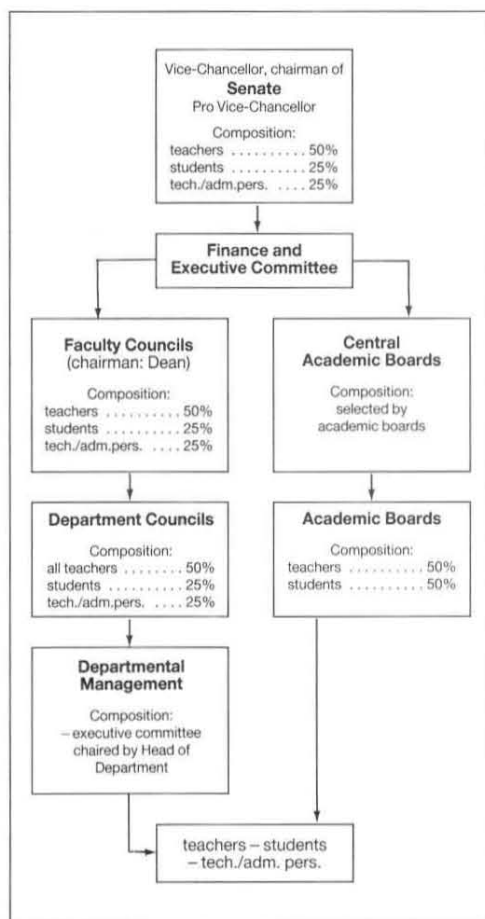 Vice-Chancellor, chairman of
Senate
Pro Vice-Chancellor
Composition:
teachers .......... 50%
students .......... 25%
tech./adm.pers. .... 25%
Finance and
Executive Committee
Faculty Councils
(chairman: Dean)
Composition:
teachers .......... 50%
students .......... 25%
tech./adm.pers. .... 25%
Central
Academic Boards
Composition:
selected by
academic boards
Department Councils
Composition:
all teachers ........ 50%
students .......... 25%
tech./adm.pers. .... 25%
Academic Boards
Composition:
teachers .......... 50%
students .......... 50%
Departmental
Management
Composition:
– executive committee
chaired by Head of
Department
teachers – students
– tech./adm. pers.